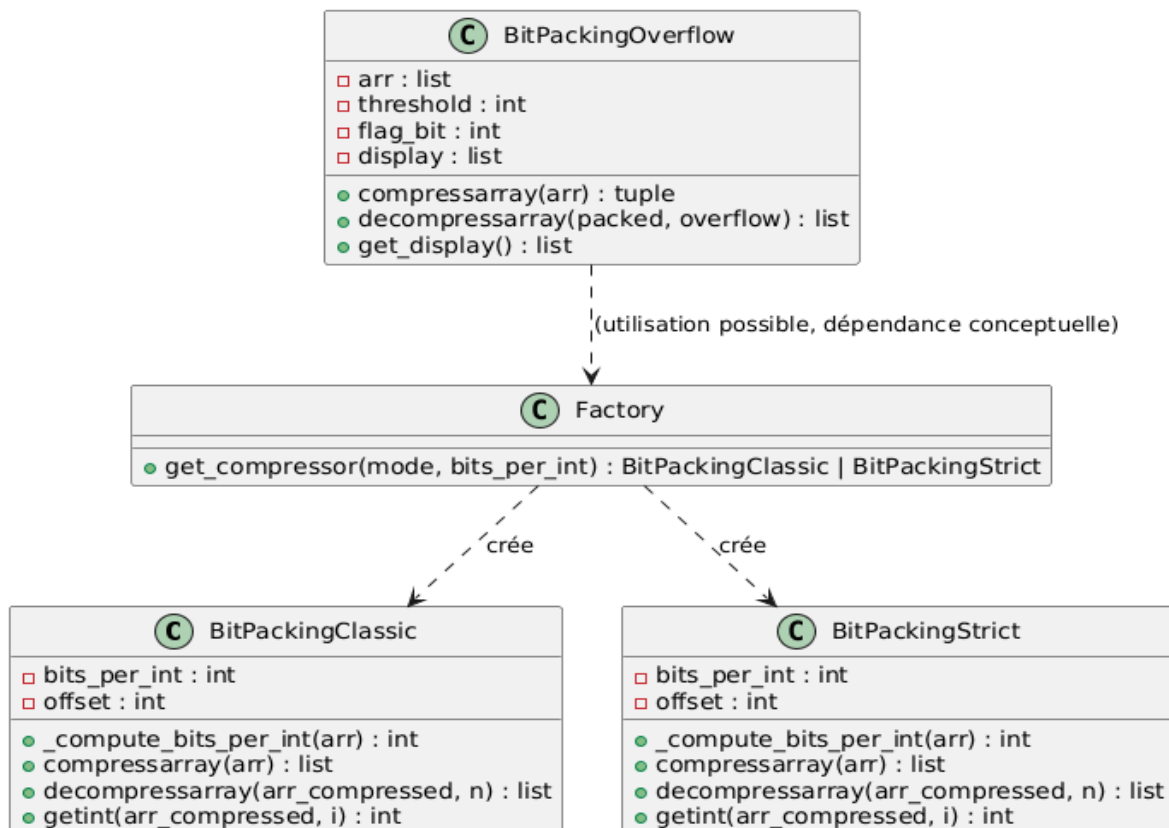 C BitPackingOverflow
arr : list
threshold : int
flag_bit : int
display : list
compressarray(arr) : tuple
decompressarray(packed, overflow) : list
get_display() : list
(utilisation possible, dépendance conceptuelle)
C Factory
get_compressor(mode, bits_per_int) : BitPackingClassic | BitPackingStrict
crée
crée
C BitPackingClassic
bits_per_int : int
offset : int
_compute_bits_per_int(arr) : int
compressarray(arr) : list
decompressarray(arr_compressed, n) : list
getint(arr_compressed, i) : int
C BitPackingStrict
bits_per_int : int
offset : int
_compute_bits_per_int(arr) : int
compressarray(arr) : list
decompressarray(arr_compressed, n) : list
getint(arr_compressed, i) : int